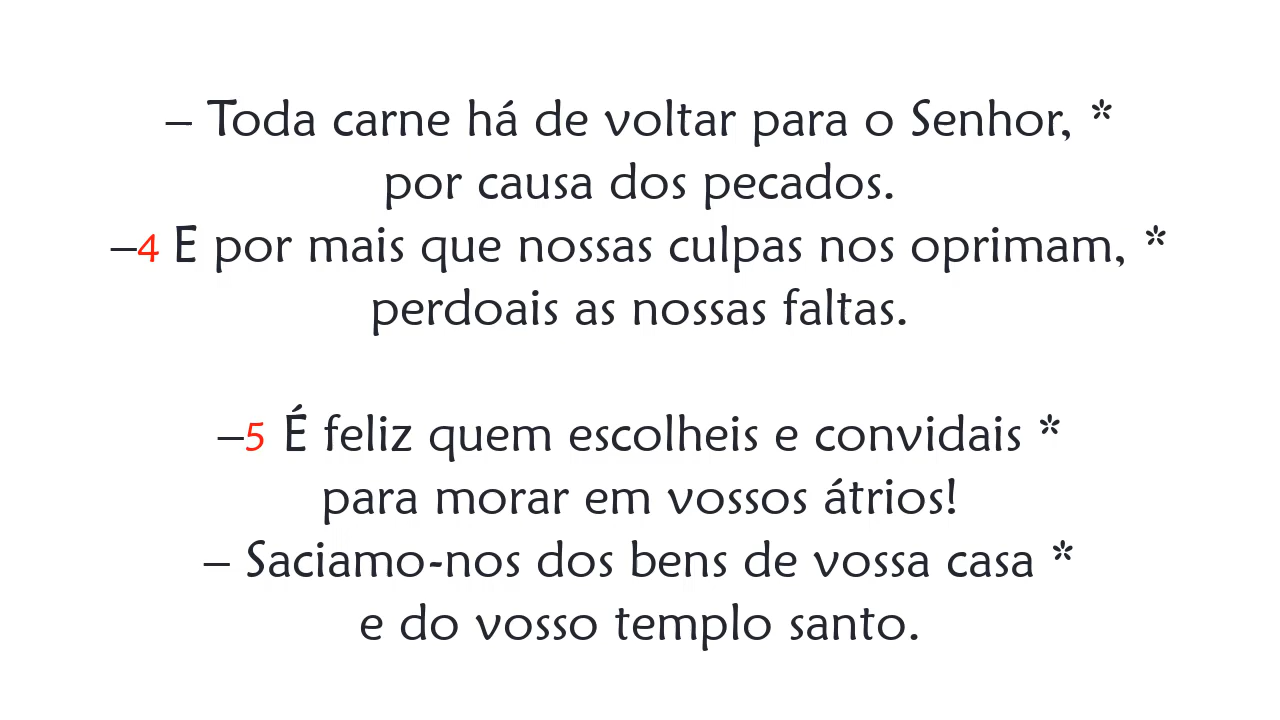 – Toda carne há de voltar para o Senhor, *
por causa dos pecados.
–4 E por mais que nossas culpas nos oprimam, *
perdoais as nossas faltas.
–5 É feliz quem escolheis e convidais *
para morar em vossos átrios!
– Saciamo-nos dos bens de vossa casa *
e do vosso templo santo.